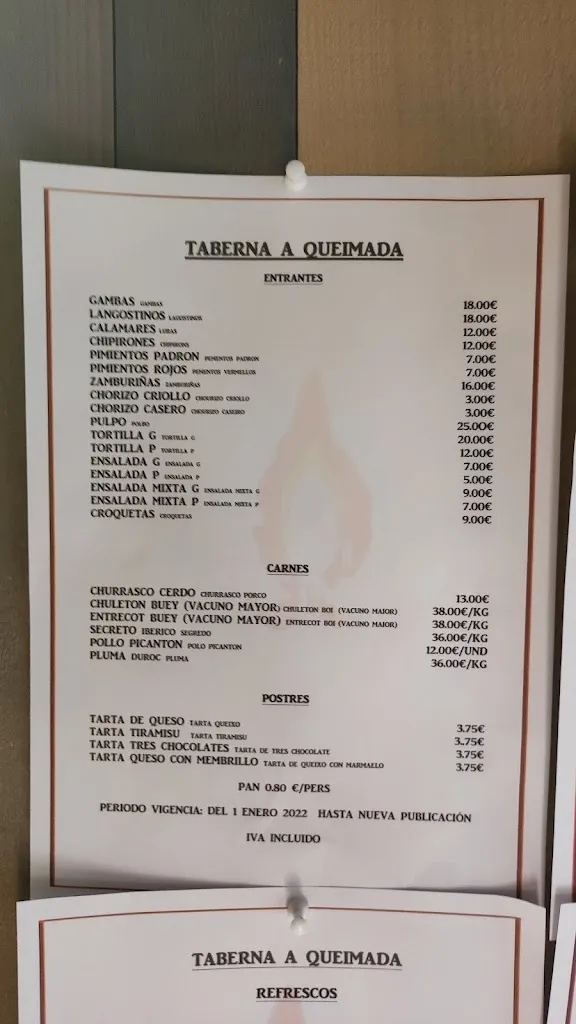 TABERNA A QUEIMADA
ENTRANTES
GAMBAS GAMBAS 18.00€
LANGOSTINOS LAGOSTINOS 18.00€
CALAMARES LURAS 12.00€
CHIPIRONES CHIPIRONS 12.00€
PIMIENTOS PADRON PEMENTOS PADRON 7.00€
PIMIENTOS ROJOS PEMENTOS VERMELLOS 7.00€
ZAMBURIÑAS ZAMBURIÑAS 16.00€
CHORIZO CRIOLLO CHOURIZO CRIOLLO 3.00€
CHORIZO CASERO CHOURIZO CASEIRO 3.00€
PULPO POLBO 25.00€
TORTILLA G TORTILLA G 20.00€
TORTILLA P TORTILLA P 12.00€
ENSALADA G ENSALADA G 7.00€
ENSALADA P ENSALADA P 5.00€
ENSALADA MIXTA G ENSALADA MIXTA G 9.00€
ENSALADA MIXTA P ENSALADA MIXTA P 7.00€
CROQUETAS CROQUETAS 9.00€
CARNES
CHURRASCO CERDO CHURRASCO PORCO 13.00€
CHULETON BUEY (VACUNO MAYOR) CHULETON BOI (VACUNO MAIOR) 38.00€/KG
ENTRECOT BUEY (VACUNO MAYOR) ENTRECOT BOI (VACUNO MAIOR) 38.00€/KG
SECRETO IBERICO SEGREDO 36.00€/KG
POLLO PICANTON POLO PICANTON 12.00€/UND
PLUMA DUROC PLUMA 36.00€/KG
POSTRES
TARTA DE QUESO TARTA QUEIXO 3.75€
TARTA TIRAMISU TARTA TIRAMISU 3.75€
TARTA TRES CHOCOLATES TARTA DE TRES CHOCOLATE 3.75€
TARTA QUESO CON MEMBRILLO TARTA DE QUEIXO CON MARMAELO 3.75€
PAN 0.80 €/PERS
PERIODO VIGENCIA: DEL 1 ENERO 2022 HASTA NUEVA PUBLICACIÓN
IVA INCLUIDO
TABERNA A QUEIMADA
REFRESCOS